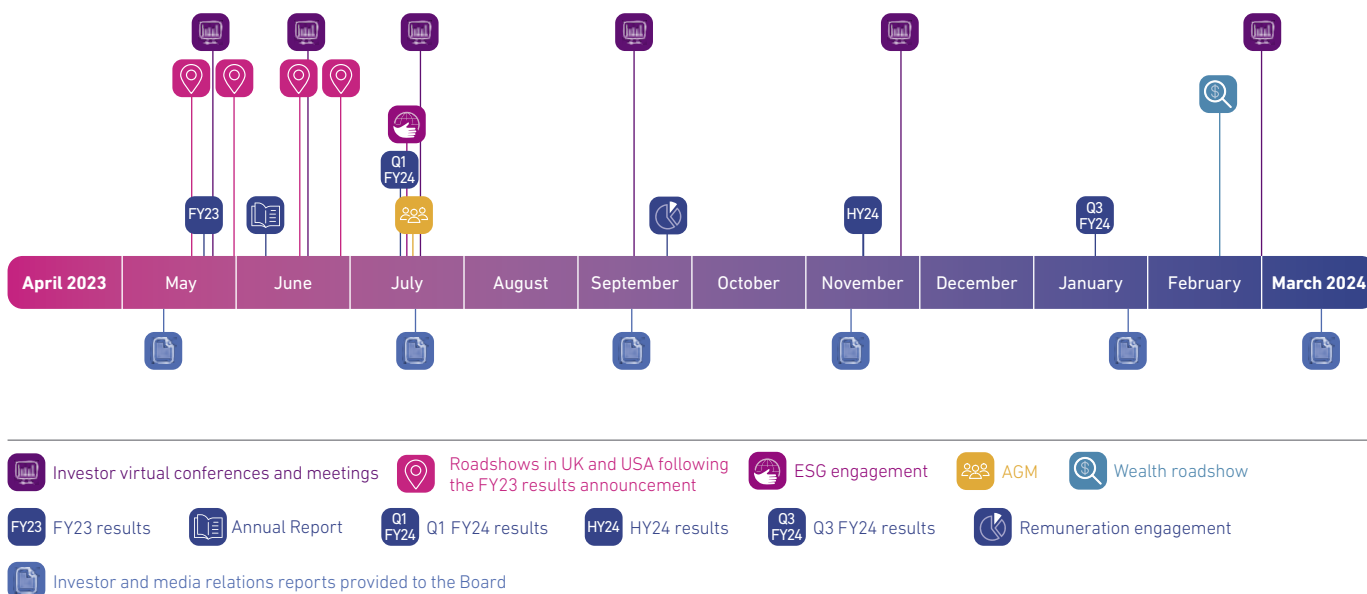 Q1
FY24
FY23
HY24
Q3
FY24
April 2023
May
June
July
August
September
October
November
December
January
February
March 2024
Investor virtual conferences and meetings
Roadshows in UK and USA following
the FY23 results announcement
ESG engagement
AGM
Wealth roadshow
FY23
FY23 results
Annual Report
Q1
FY24
Q1 FY24 results
HY24
HY24 results
Q3
FY24
Q3 FY24 results
Remuneration engagement
Investor and media relations reports provided to the Board